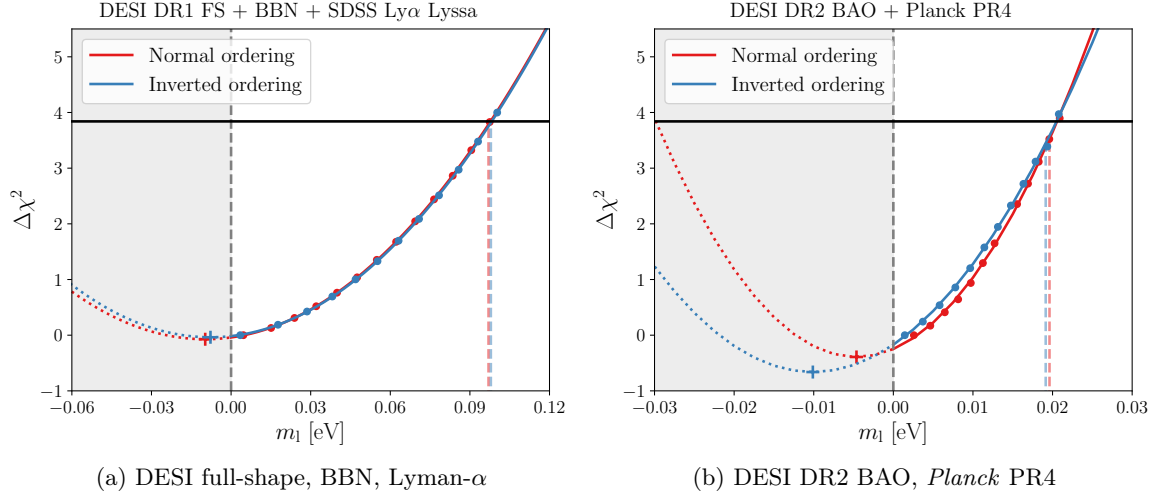 DESI DR1 FS + BBN + SDSS Lyα Lyssa
Normal ordering
Inverted ordering
5
4
3
2
1
0
−1
Δχ²
−0.06 −0.03 0.00 0.03 0.06 0.09 0.12
m_l [eV]
(a) DESI full-shape, BBN, Lyman-α
DESI DR2 BAO + Planck PR4
Normal ordering
Inverted ordering
5
4
3
2
1
0
−1
Δχ²
−0.03 −0.02 −0.01 0.00 0.01 0.02 0.03
m_l [eV]
(b) DESI DR2 BAO, Planck PR4